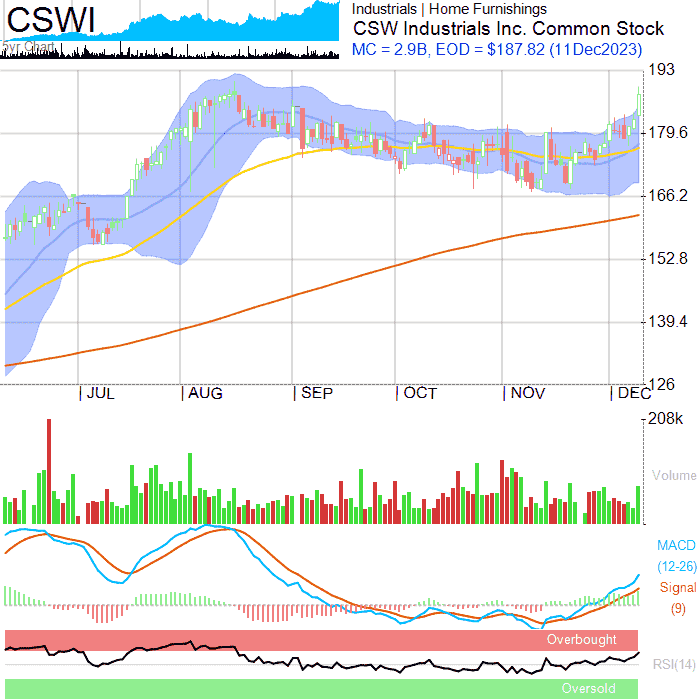 CSWI
5yr Chart
Industrials | Home Furnishings
CSW Industrials Inc. Common Stock
MC = 2.9B, EOD = $187.82 (11Dec2023)
193
179.6
166.2
152.8
139.4
126
| JUL
| AUG
| SEP
| OCT
| NOV
| DEC
208k
Volume
MACD
(12-26)
Signal
(9)
Overbought
RSI(14)
Oversold